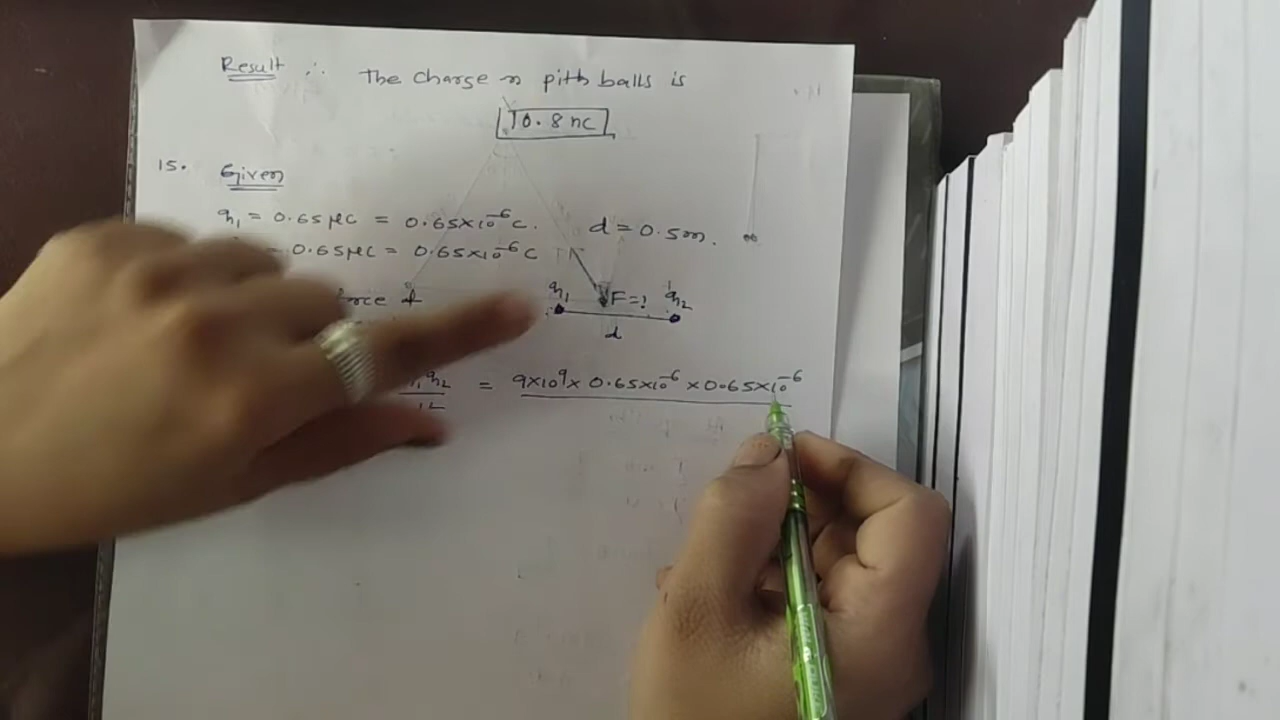 Result ∴ The charge on pith balls is
10.8 nC
15. Given
q₁ = 0.65 μC = 0.65×10⁻⁶ C. d = 0.5m.
= 0.65 μC = 0.65×10⁻⁶ C
force
q₁ F=? q₂
d
q₁q₂ = 9×10⁹× 0.65×10⁻⁶ × 0.65×10⁻⁶